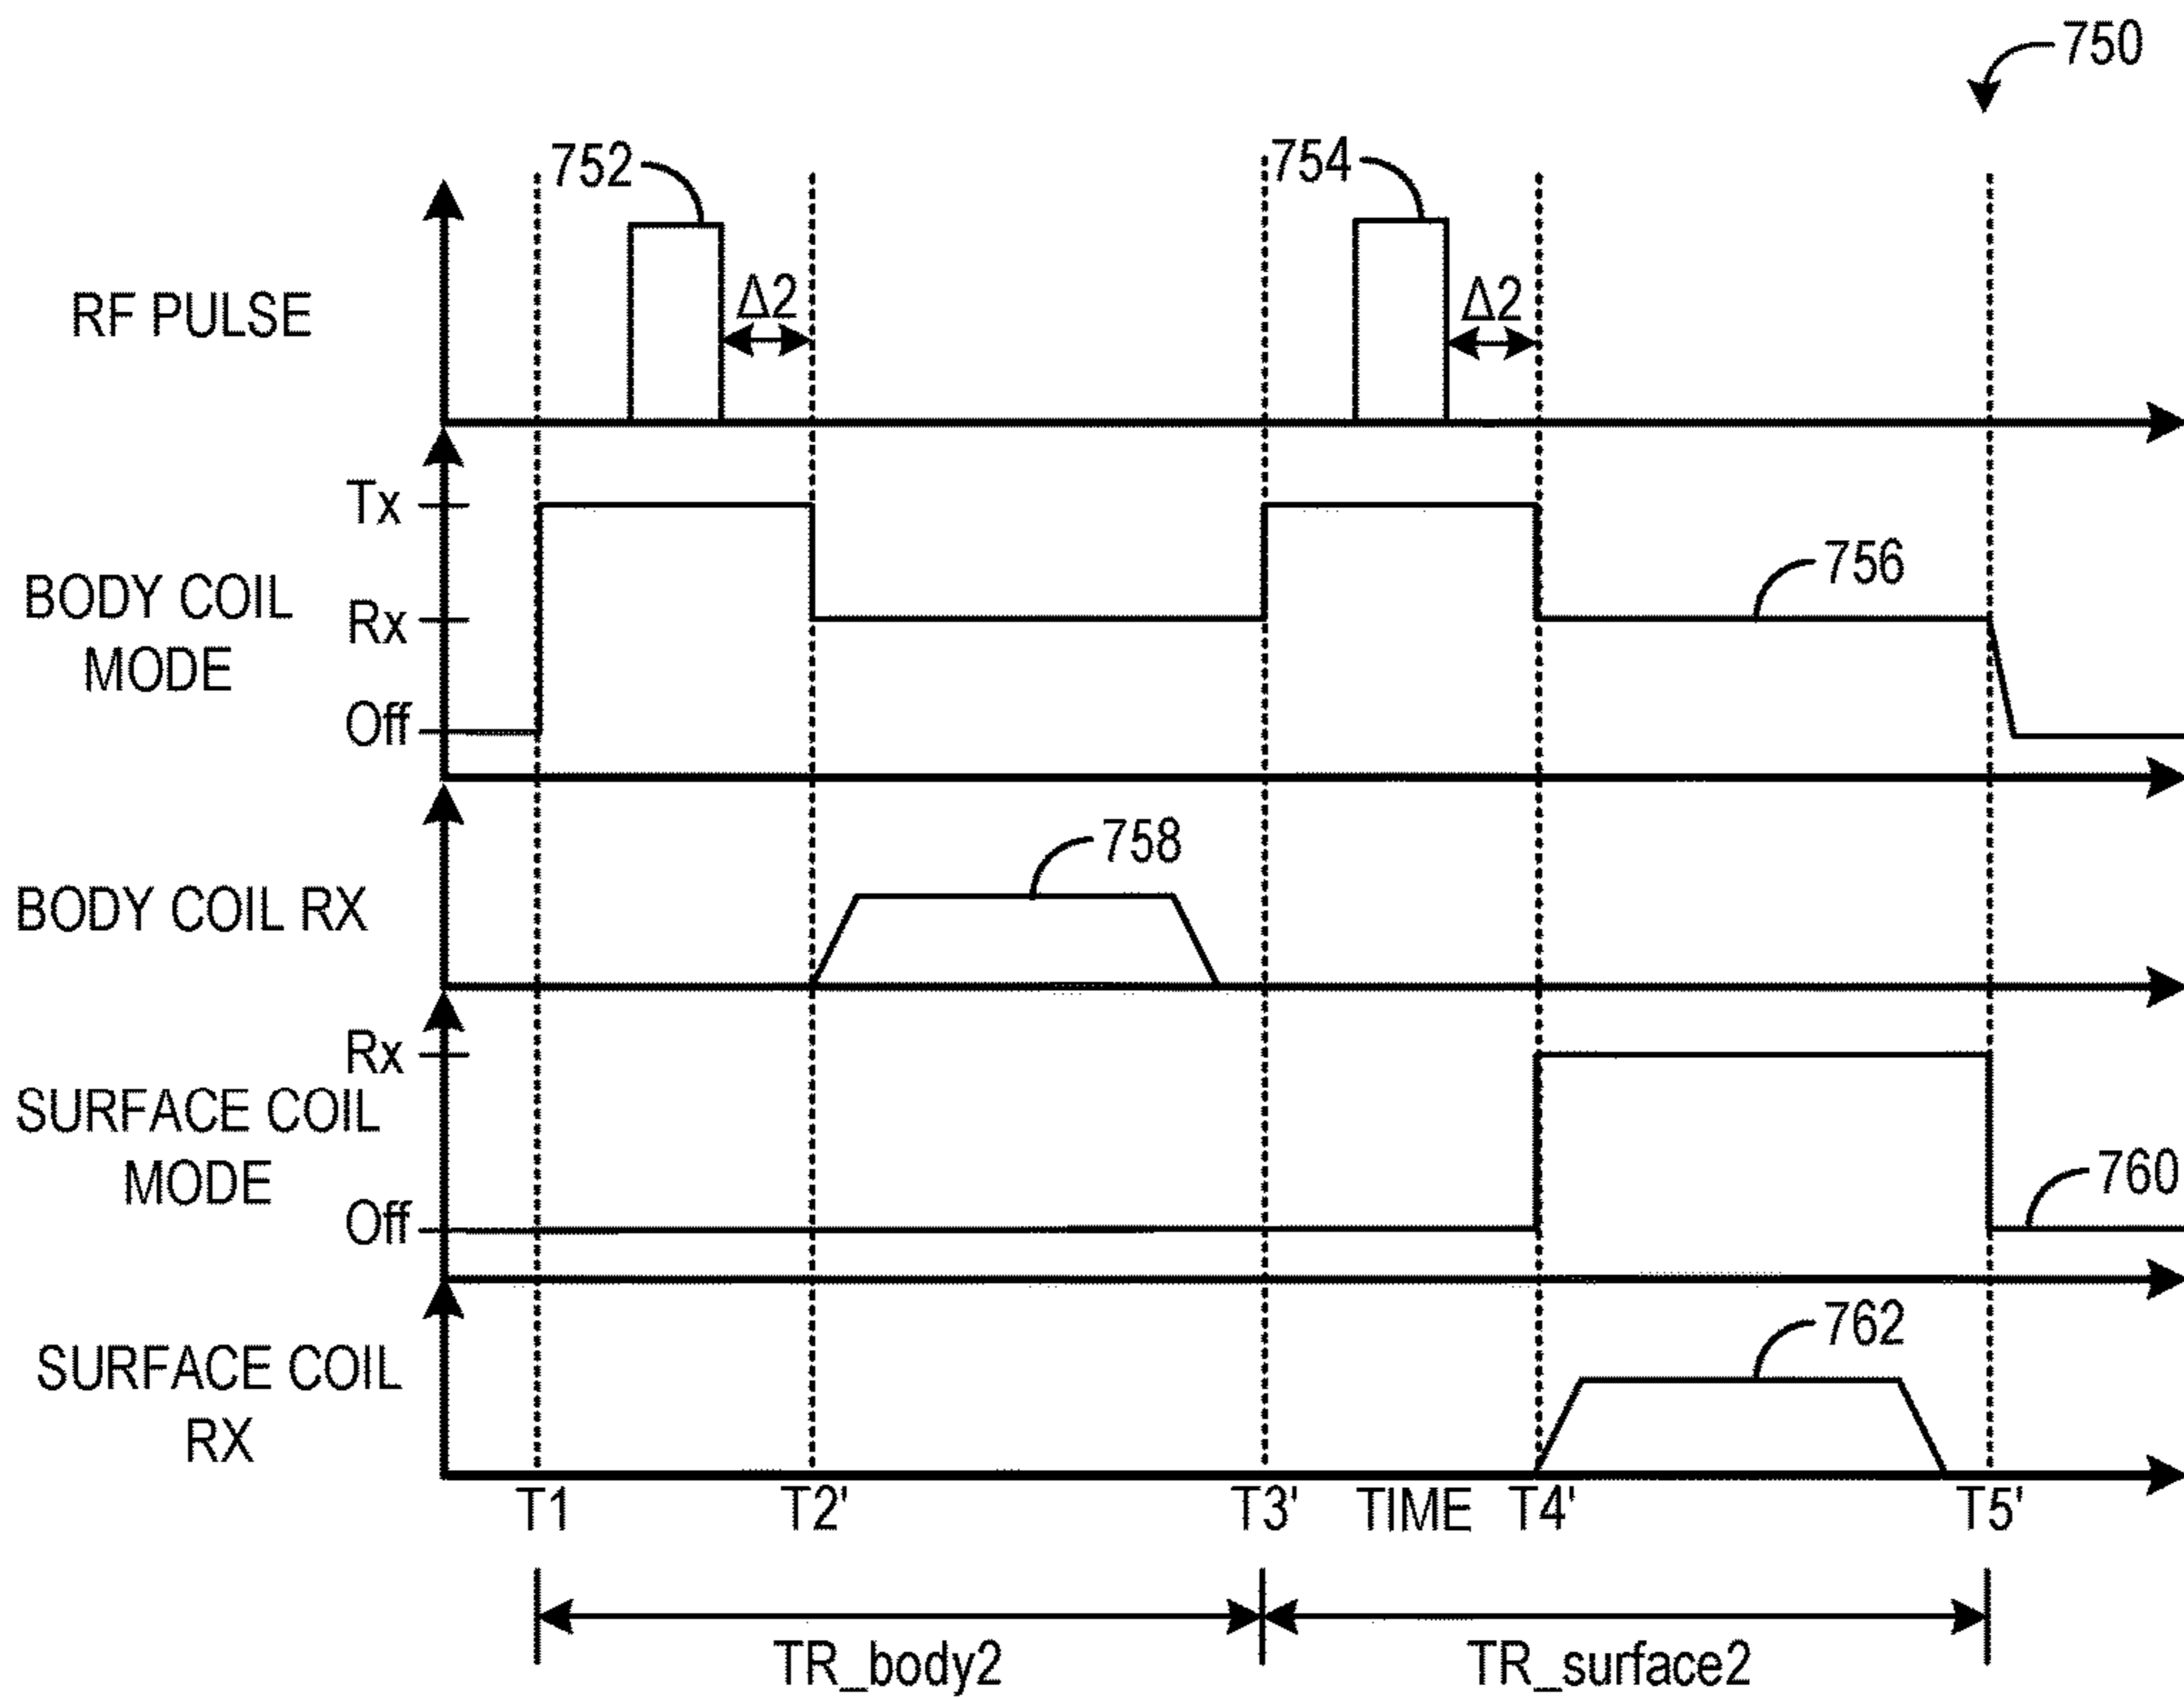 750
752
754
Δ2
Δ2
RF PULSE
Tx
Rx
Off
BODY COIL
MODE
756
758
BODY COIL RX
Rx
Off
SURFACE COIL
MODE
760
762
SURFACE COIL
RX
T1 T2' T3' TIME T4' T5'
TR_body2 TR_surface2